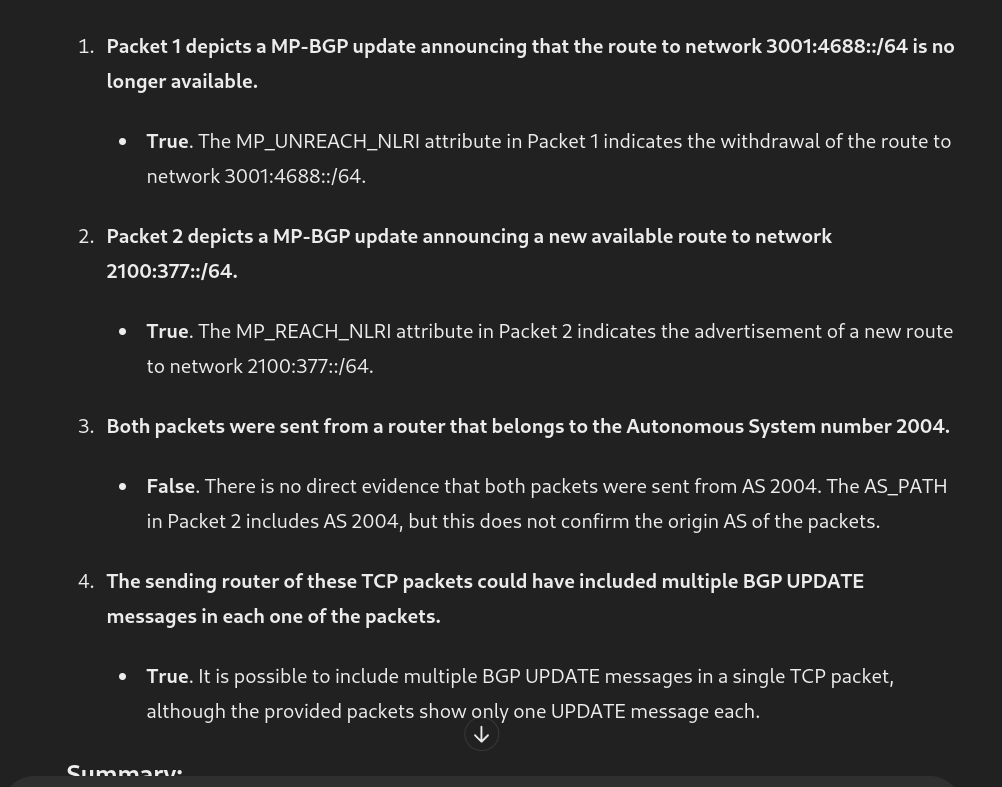 1. Packet 1 depicts a MP-BGP update announcing that the route to network 3001:4688::/64 is no
longer available.
• True. The MP_UNREACH_NLRI attribute in Packet 1 indicates the withdrawal of the route to
network 3001:4688::/64.
2. Packet 2 depicts a MP-BGP update announcing a new available route to network
2100:377::/64.
• True. The MP_REACH_NLRI attribute in Packet 2 indicates the advertisement of a new route
to network 2100:377::/64.
3. Both packets were sent from a router that belongs to the Autonomous System number 2004.
• False. There is no direct evidence that both packets were sent from AS 2004. The AS_PATH
in Packet 2 includes AS 2004, but this does not confirm the origin AS of the packets.
4. The sending router of these TCP packets could have included multiple BGP UPDATE
messages in each one of the packets.
• True. It is possible to include multiple BGP UPDATE messages in a single TCP packet,
although the provided packets show only one UPDATE message each.
Summary: